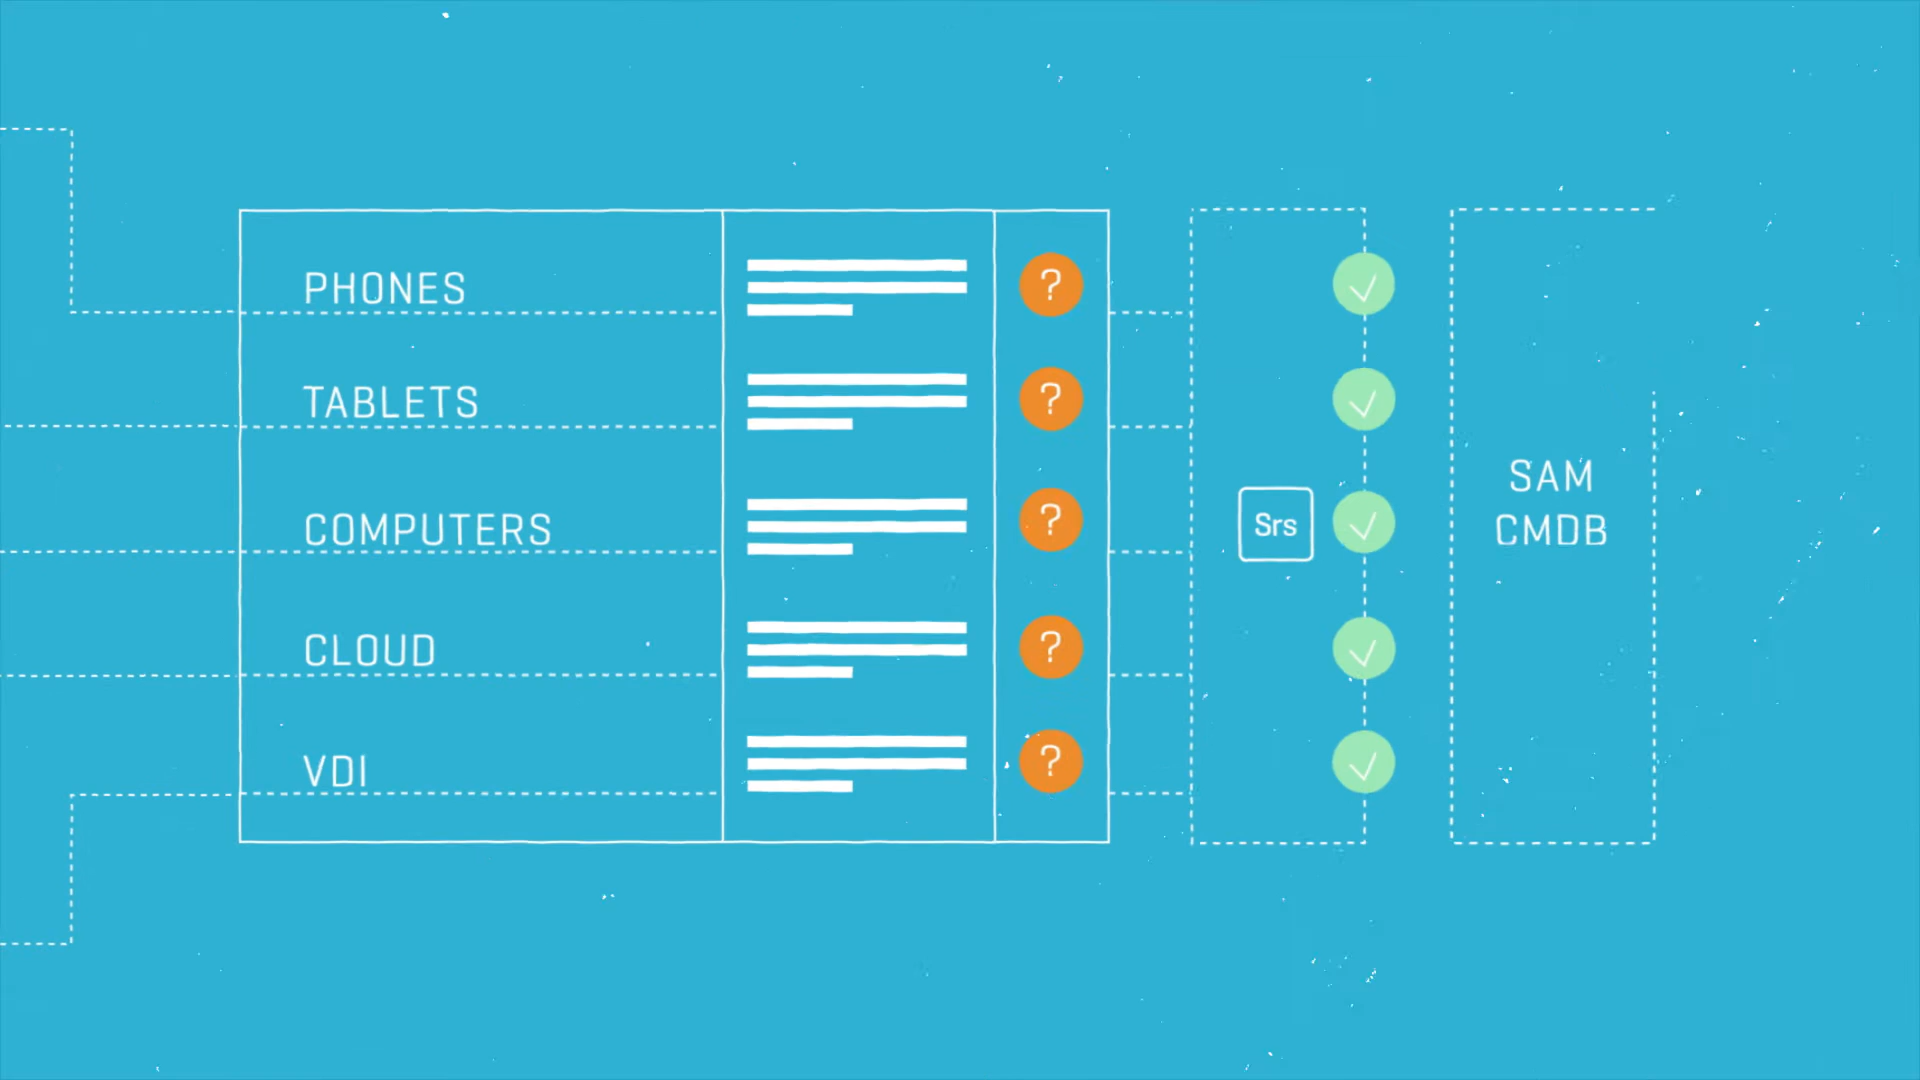 PHONES
?
TABLETS
?
COMPUTERS
?
Srs
SAM
CMDB
CLOUD
?
VDI
?